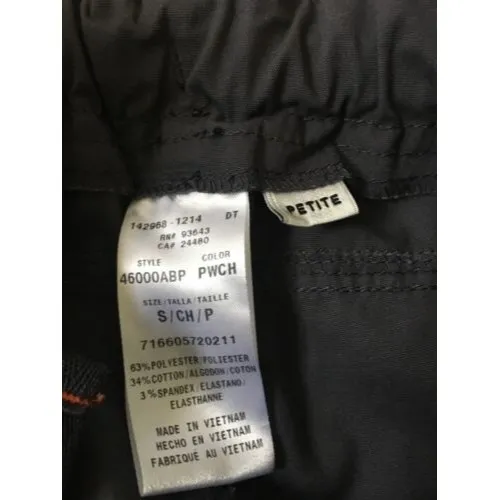 142968-1214 DT
RN# 93643
CA# 24480
STYLE COLOR
46000ABP PWCH
SIZE/TALLA/TAILLE
S/CH/P
716605720211
63%POLYESTER/POLIESTER
34%COTTON/ALGODON/COTON
3%SPANDEX/ELASTANO/
ELASTHANNE
MADE IN VIETNAM
HECHO EN VIETNAM
FABRIQUE AU VIETNAM
PETITE